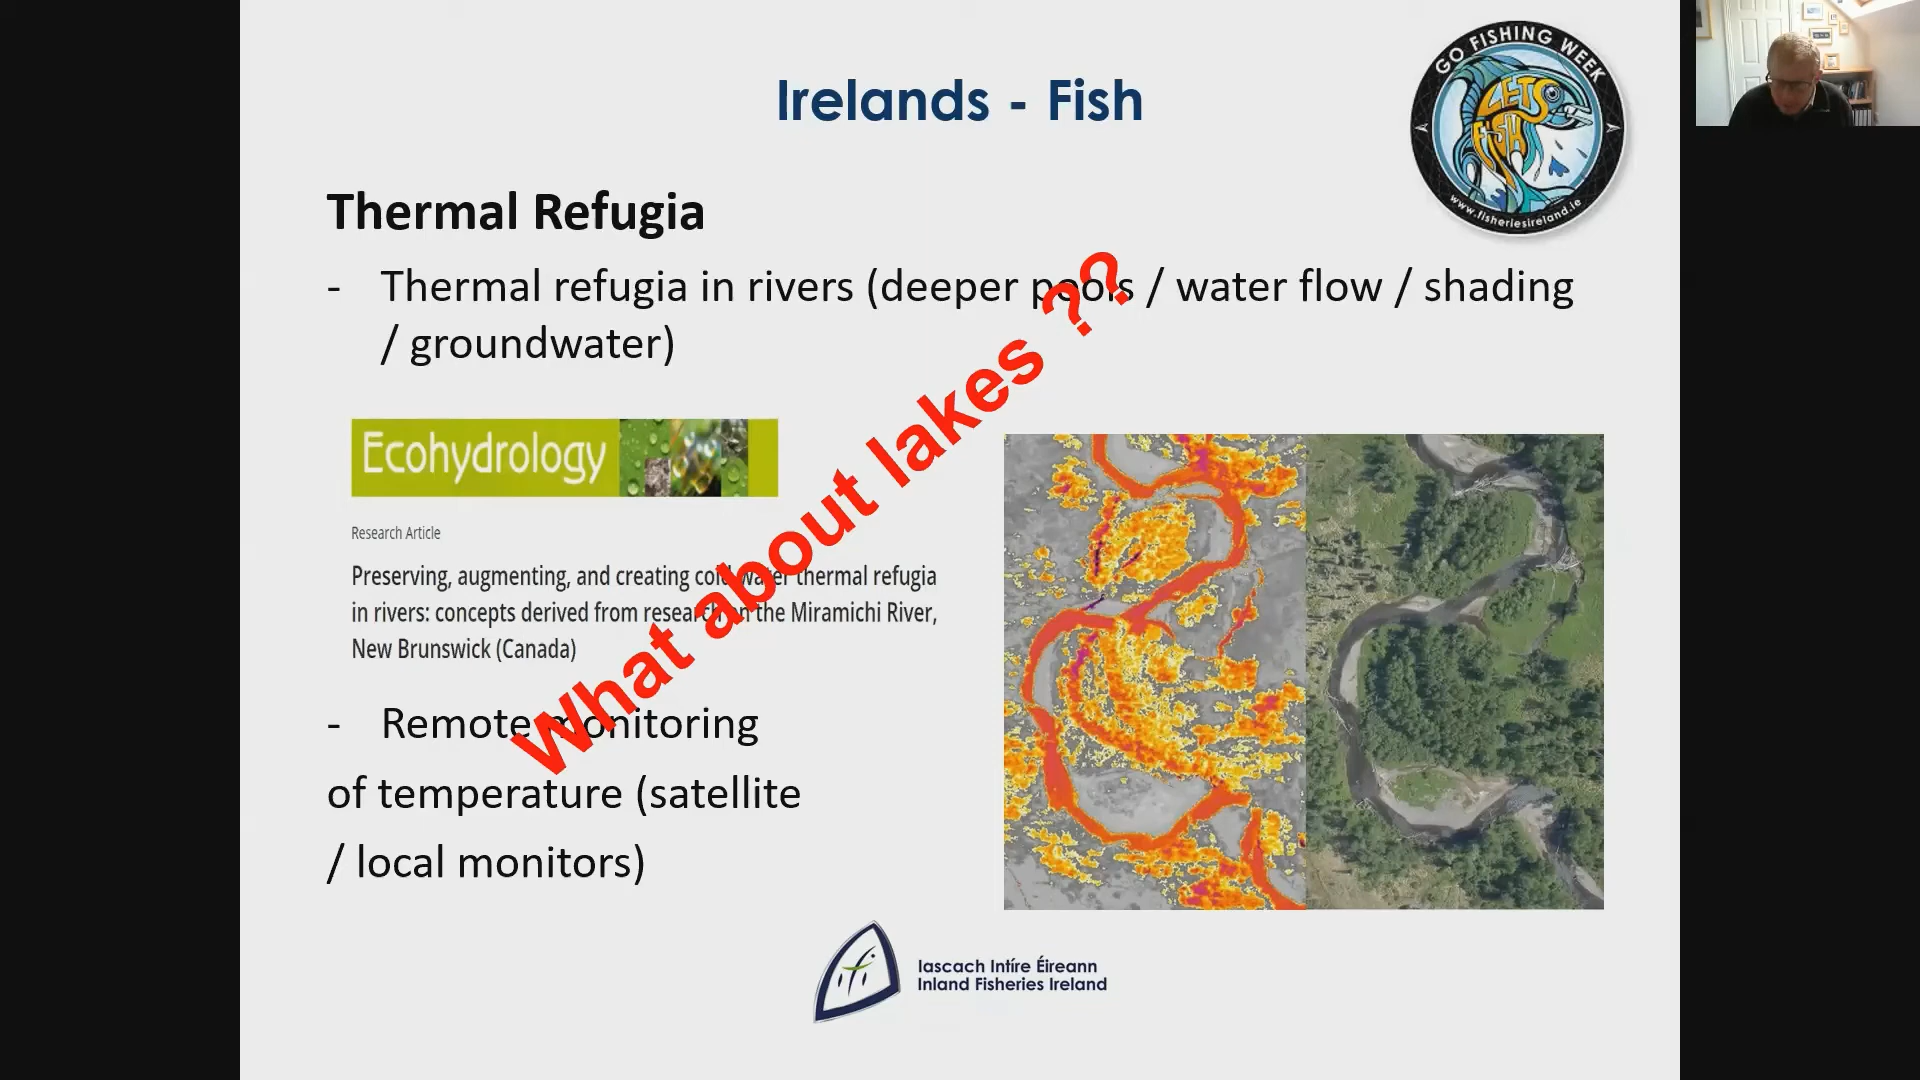 Irelands - Fish
GO FISHING WEEK
LETS
FISH
www.fisheriesireland.ie
Thermal Refugia
- Thermal refugia in rivers (deeper pools / water flow / shading
/ groundwater)
What about lakes ??
Ecohydrology
Research Article
Preserving, augmenting, and creating cold-water thermal refugia
in rivers: concepts derived from research on the Miramichi River,
New Brunswick (Canada)
- Remote monitoring
of temperature (satellite
/ local monitors)
ifi
Iascach Intíre Éireann
Inland Fisheries Ireland